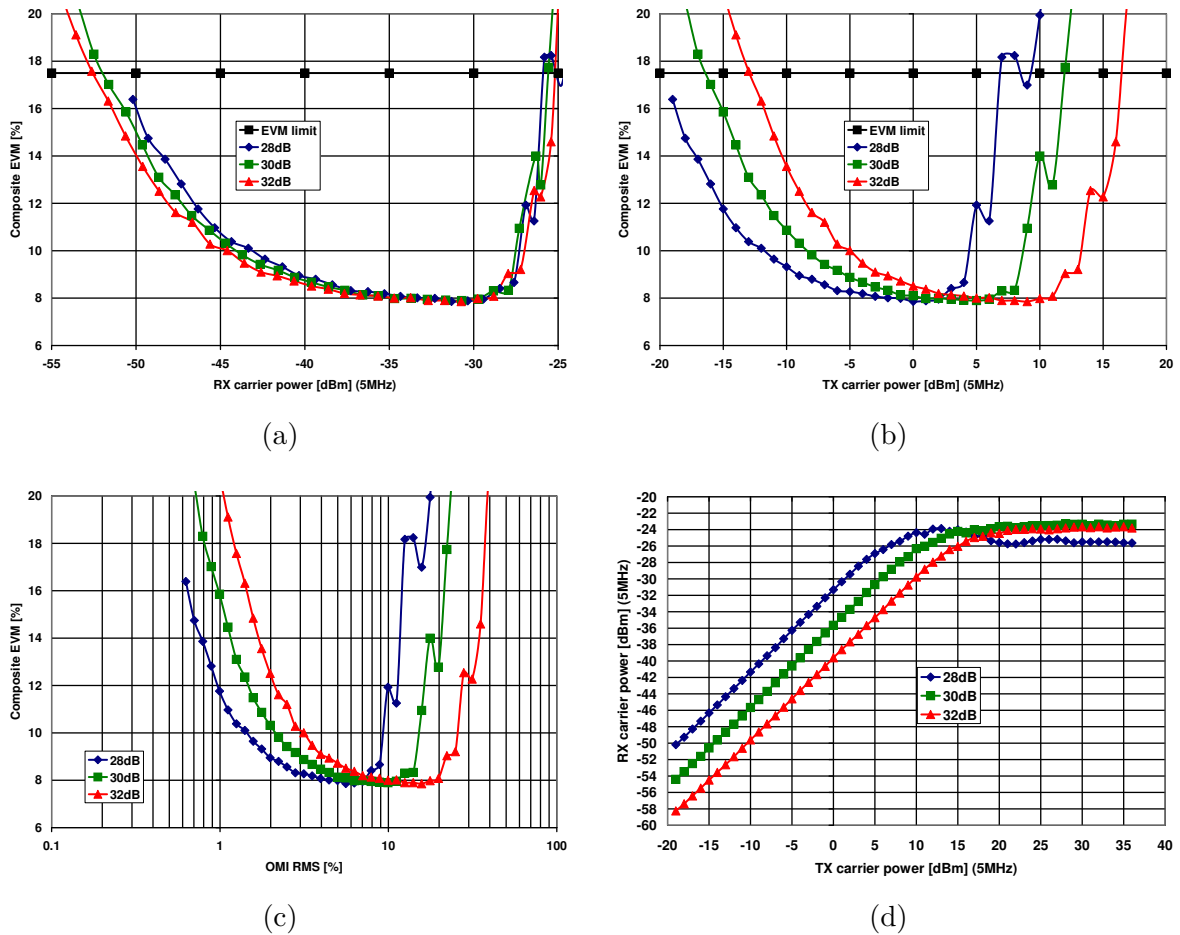 20
18
16
14
12
10
8
6
Composite EVM [%]
EVM limit
28dB
30dB
32dB
-55 -50 -45 -40 -35 -30 -25
RX carrier power [dBm] (5MHz)
(a)
20
18
16
14
12
10
8
6
Composite EVM [%]
EVM limit
28dB
30dB
32dB
-20 -15 -10 -5 0 5 10 15 20
TX carrier power [dBm] (5MHz)
(b)
20
18
16
14
12
10
8
6
Composite EVM [%]
28dB
30dB
32dB
0.1 1 10 100
OMI RMS [%]
(c)
-20
-22
-24
-26
-28
-30
-32
-34
-36
-38
-40
-42
-44
-46
-48
-50
-52
-54
-56
-58
-60
RX carrier power [dBm] (5MHz)
28dB
30dB
32dB
-20 -15 -10 -5 0 5 10 15 20 25 30 35 40
TX carrier power [dBm] (5MHz)
(d)